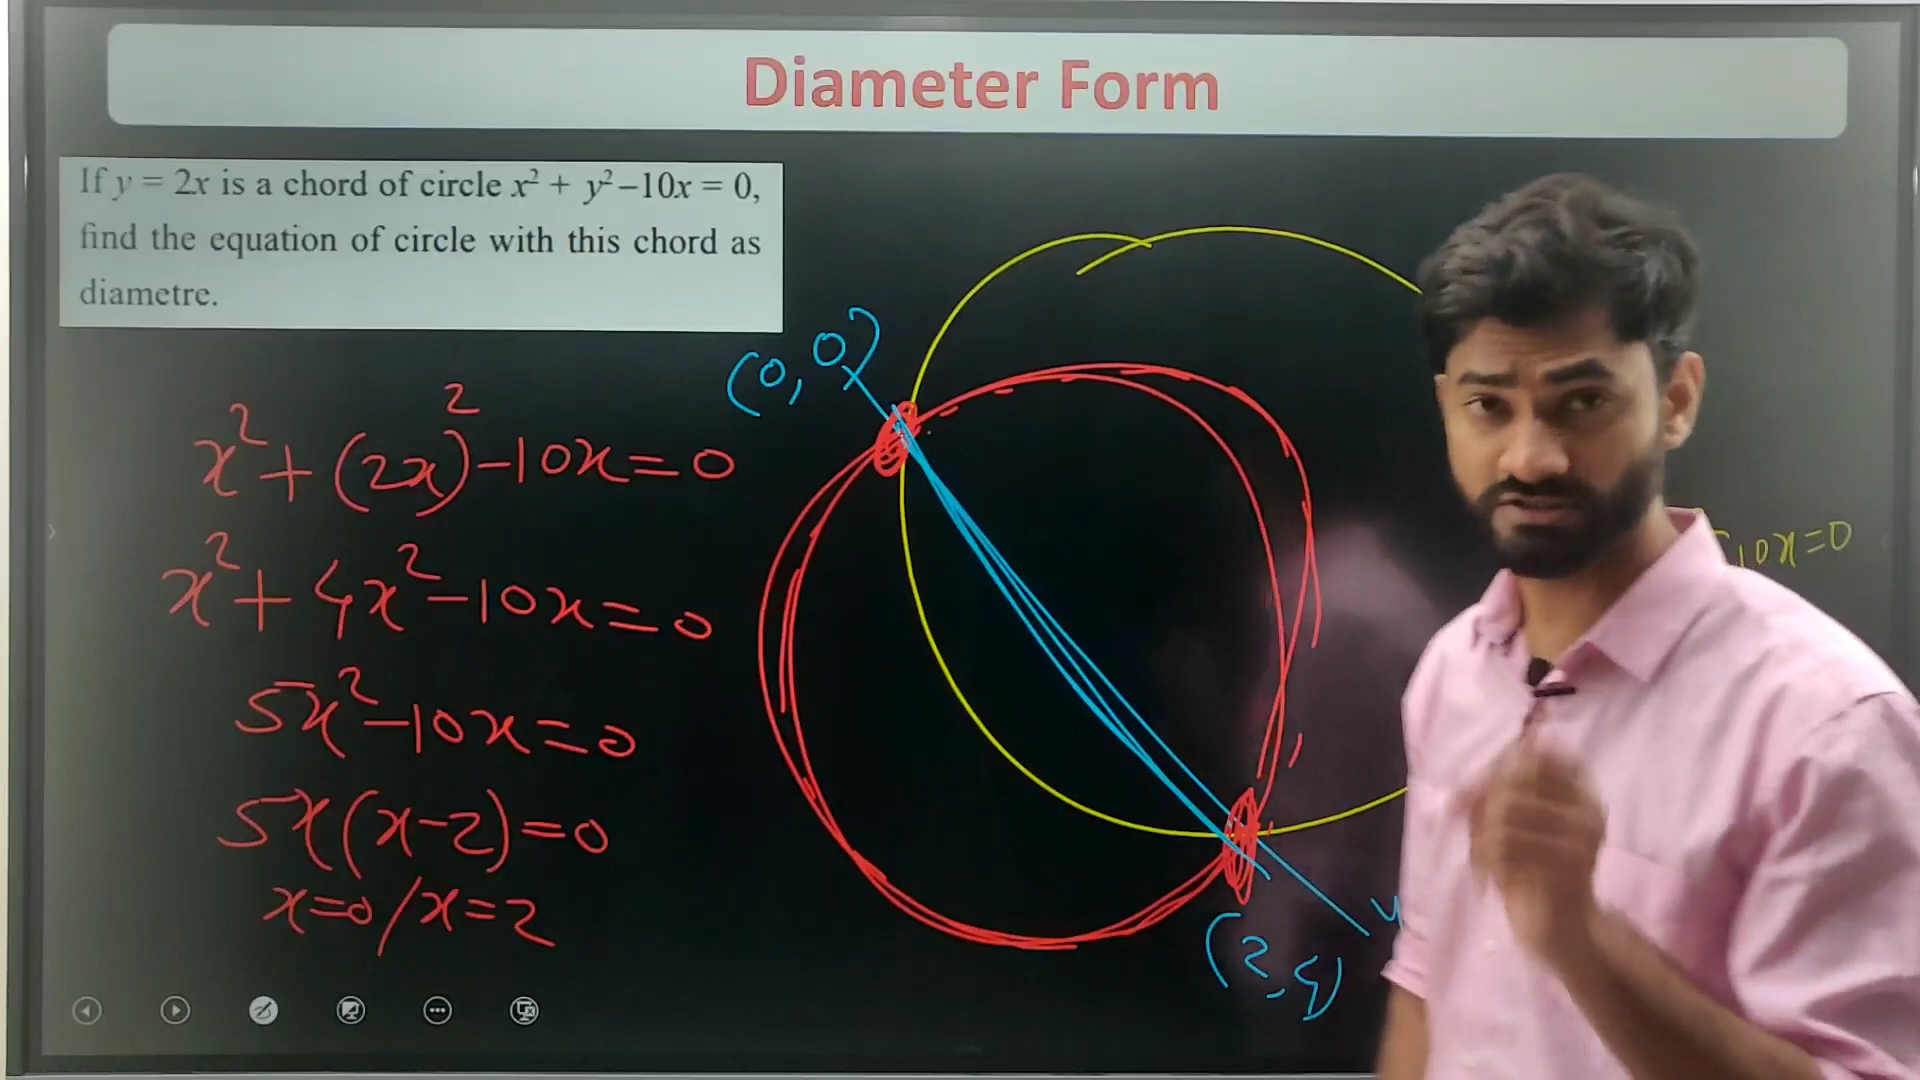 Diameter Form
If y = 2x is a chord of circle x² + y² – 10x = 0,
find the equation of circle with this chord as
diametre.
x² + (2x)² - 10x = 0
x² + 4x² - 10x = 0
5x² - 10x = 0
5x(x-2) = 0
x=0 / x=2
(0, 0)
(2, 4)
10x=0